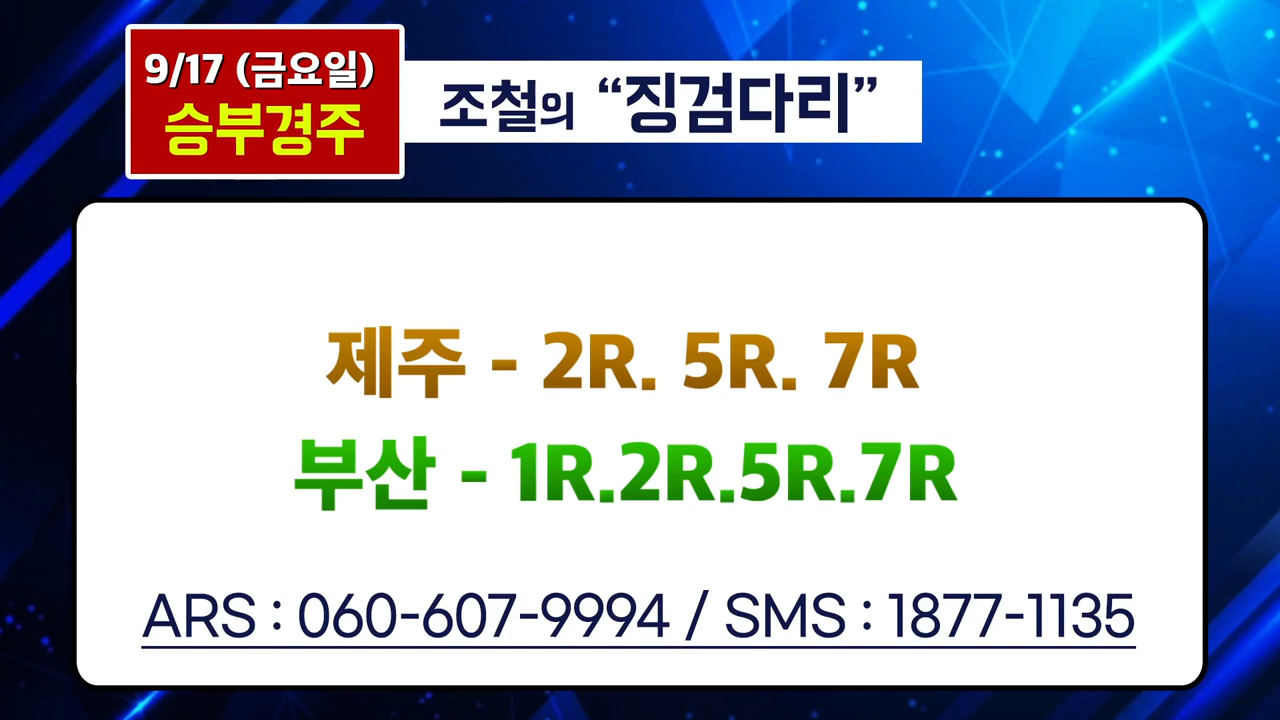 9/17 (금요일)
승부경주
조철의 “징검다리”
제주 - 2R. 5R. 7R
부산 - 1R.2R.5R.7R
ARS : 060-607-9994 / SMS : 1877-1135